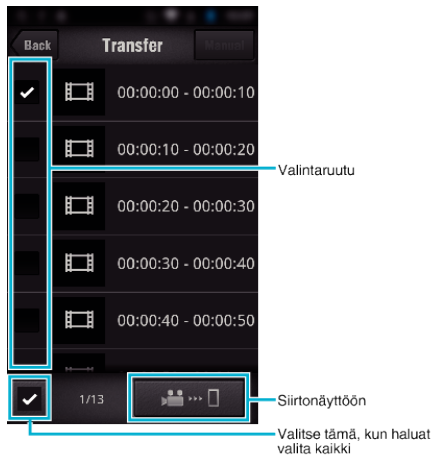 Back Transfer Manual
00:00:00 - 00:00:10
00:00:10 - 00:00:20
Valintaruutu
00:00:20 - 00:00:30
00:00:30 - 00:00:40
00:00:40 - 00:00:50
1/13
Siirtonäyttöön
Valitse tämä, kun haluat
valita kaikki